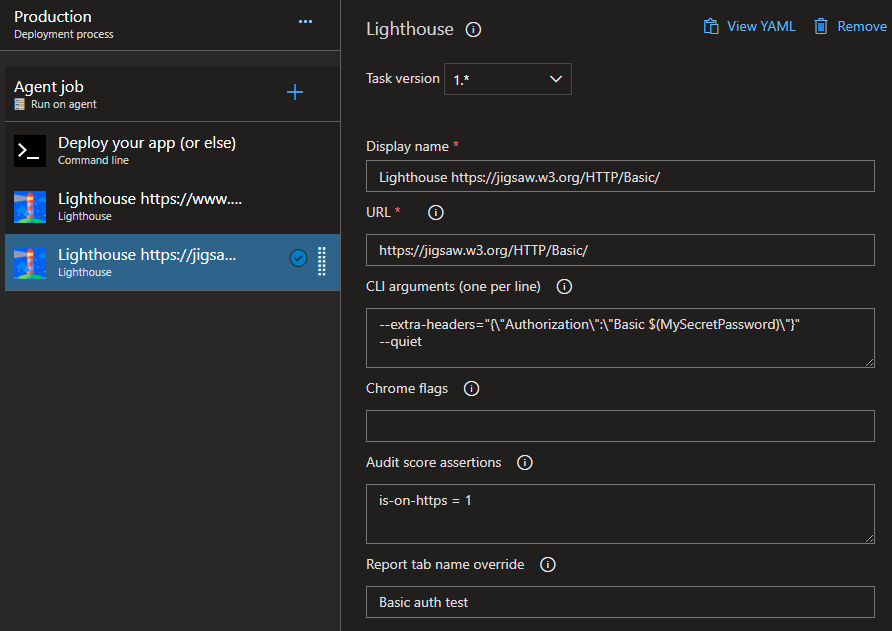 Production
Deployment process
Agent job
Run on agent
Deploy your app (or else)
Command line
Lighthouse https://www....
Lighthouse
Lighthouse https://jigsa...
Lighthouse
Lighthouse
View YAML
Remove
Task version
1.*
Display name *
Lighthouse https://jigsaw.w3.org/HTTP/Basic/
URL *
https://jigsaw.w3.org/HTTP/Basic/
CLI arguments (one per line)
--extra-headers="{\"Authorization\":\"Basic $(MySecretPassword)\"}"
--quiet
Chrome flags
Audit score assertions
is-on-https = 1
Report tab name override
Basic auth test